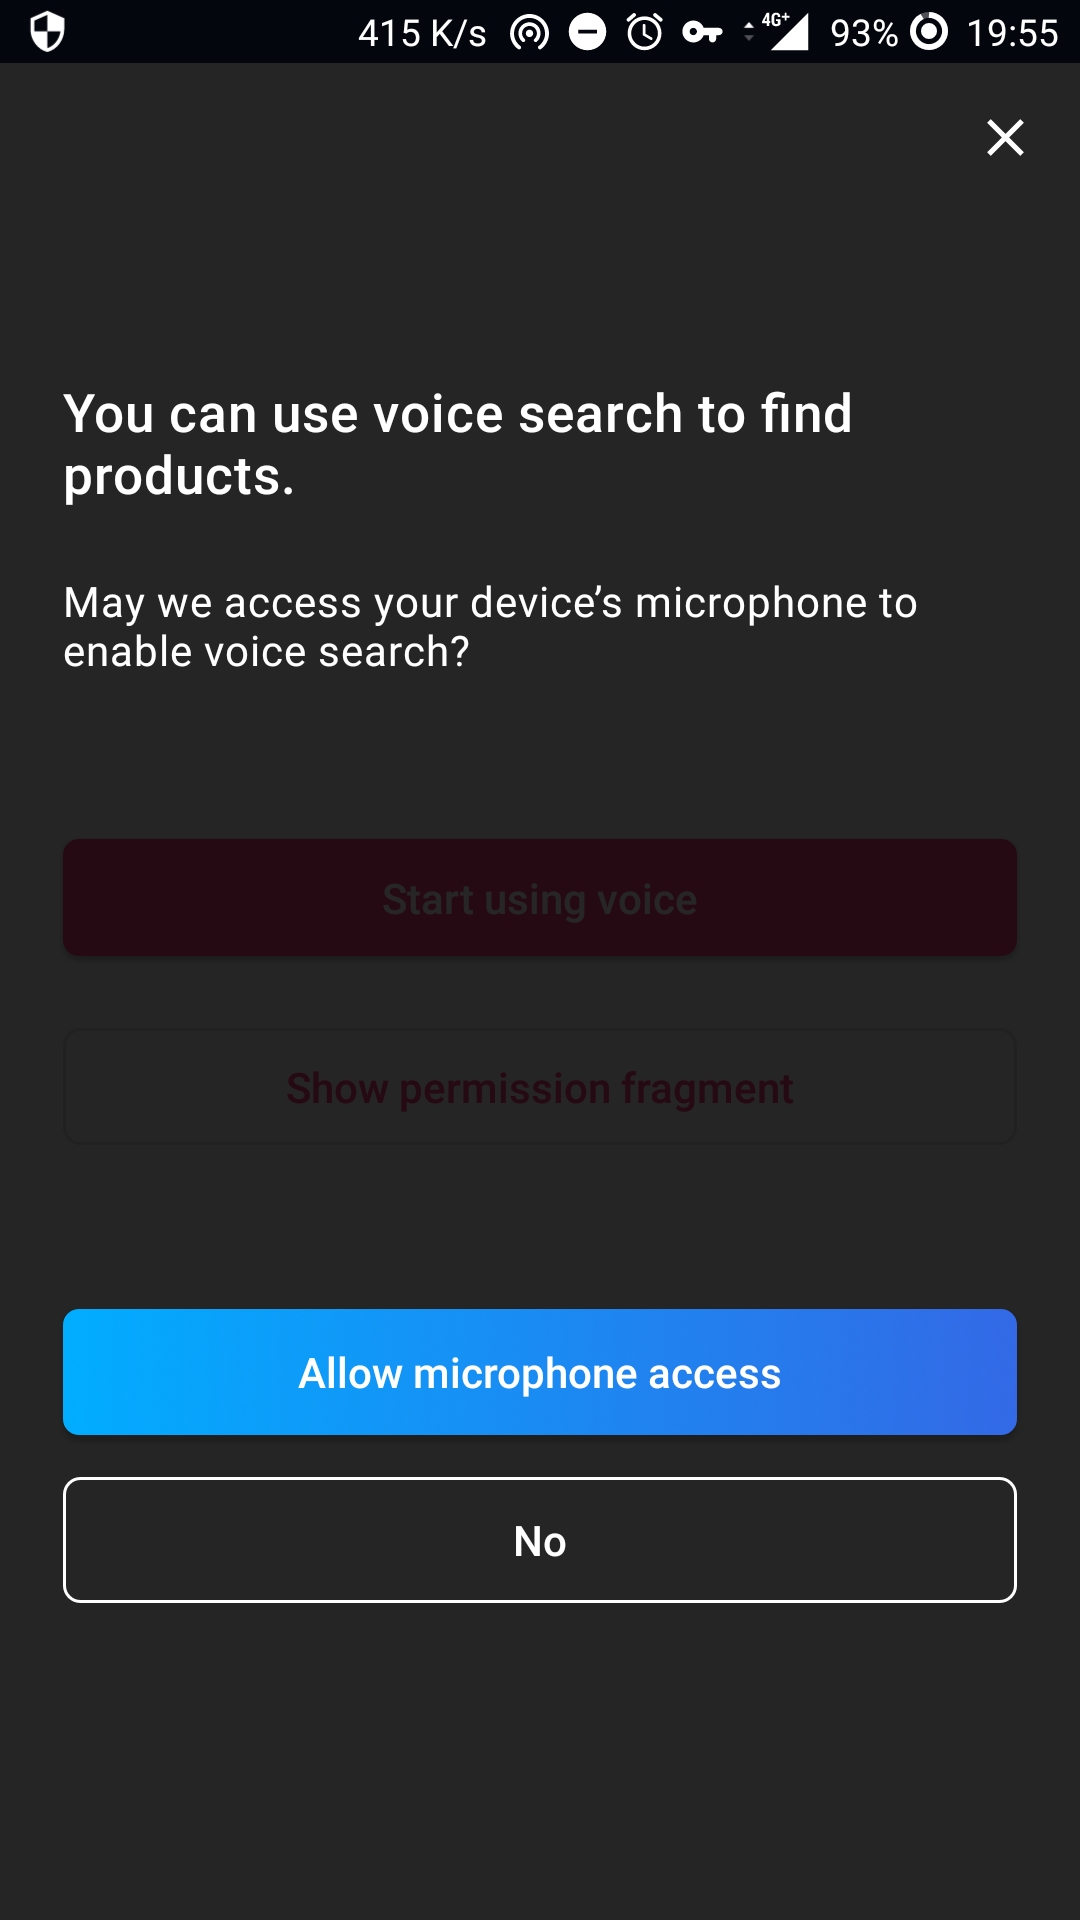 415 K/s 4G+ 93% 19:55
You can use voice search to find
products.
May we access your device’s microphone to
enable voice search?
Start using voice
Show permission fragment
Allow microphone access
No